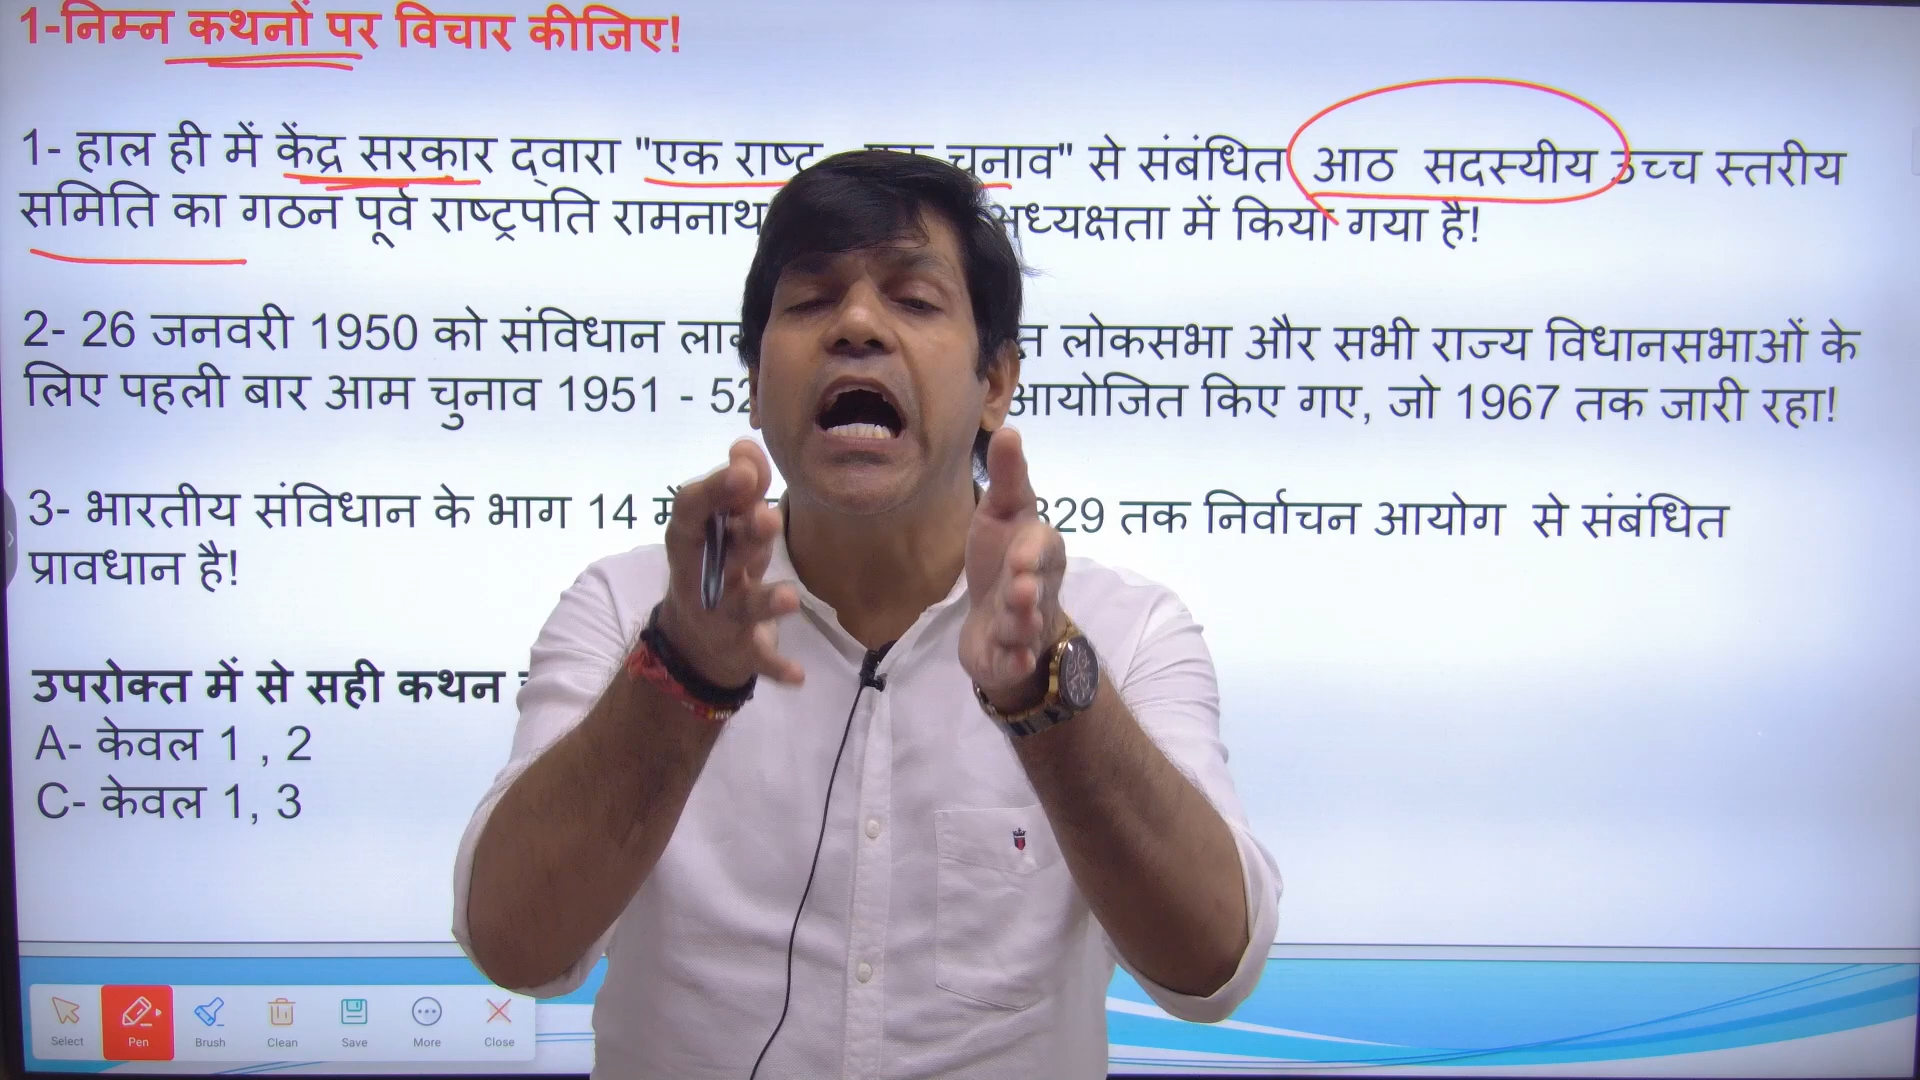 1-निम्न कथनों पर विचार कीजिए!
1- हाल ही में केंद्र सरकार द्वारा "एक राष्ट्र चुनाव" से संबंधित आठ सदस्यीय उच्च स्तरीय
समिति का गठन पूर्व राष्ट्रपति रामनाथ अध्यक्षता में किया गया है!
2- 26 जनवरी 1950 को संविधान लोकसभा और सभी राज्य विधानसभाओं के
लिए पहली बार आम चुनाव 1951 - 52 आयोजित किए गए, जो 1967 तक जारी रहा!
3- भारतीय संविधान के भाग 14 में 329 तक निर्वाचन आयोग से संबंधित
प्रावधान है!
उपरोक्त में से सही कथन
A- केवल 1 , 2
C- केवल 1, 3
Select Pen Brush Clean Save More Close